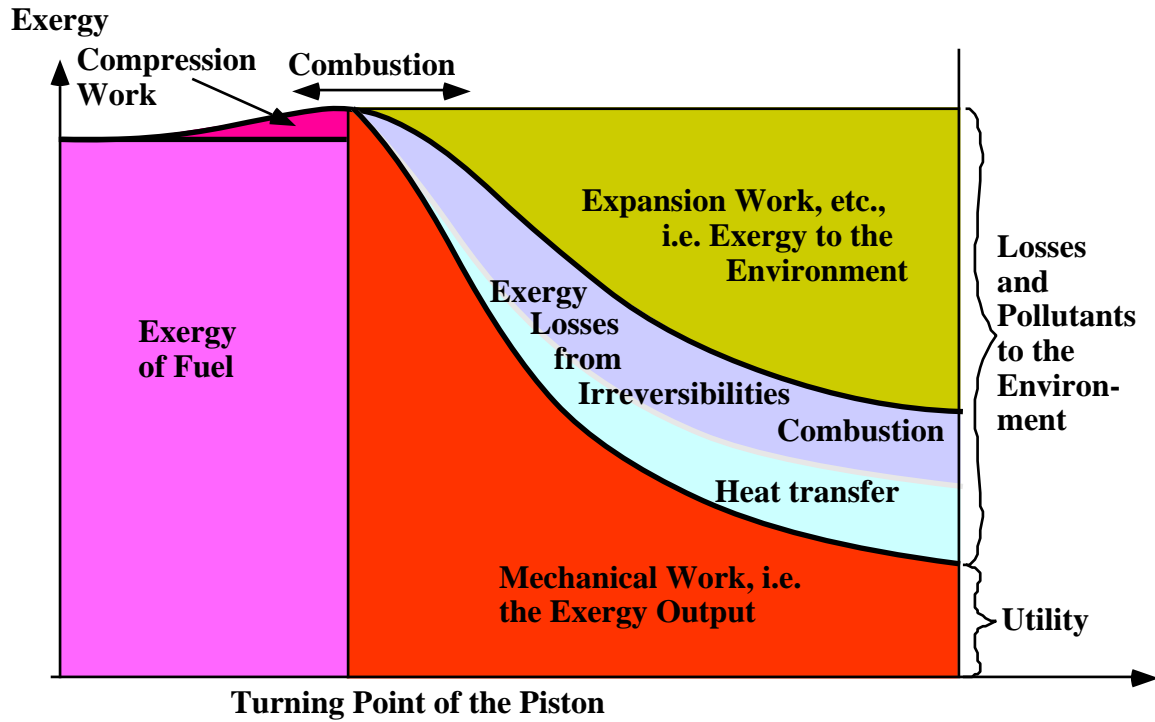 Exergy
Compression
Work
Combustion
Expansion Work, etc.,
i.e. Exergy to the
Environment
Exergy
Losses
from
Irreversibilities
Combustion
Heat transfer
Exergy
of Fuel
Mechanical Work, i.e.
the Exergy Output
Losses
and
Pollutants
to the
Environ-
ment
Utility
Turning Point of the Piston